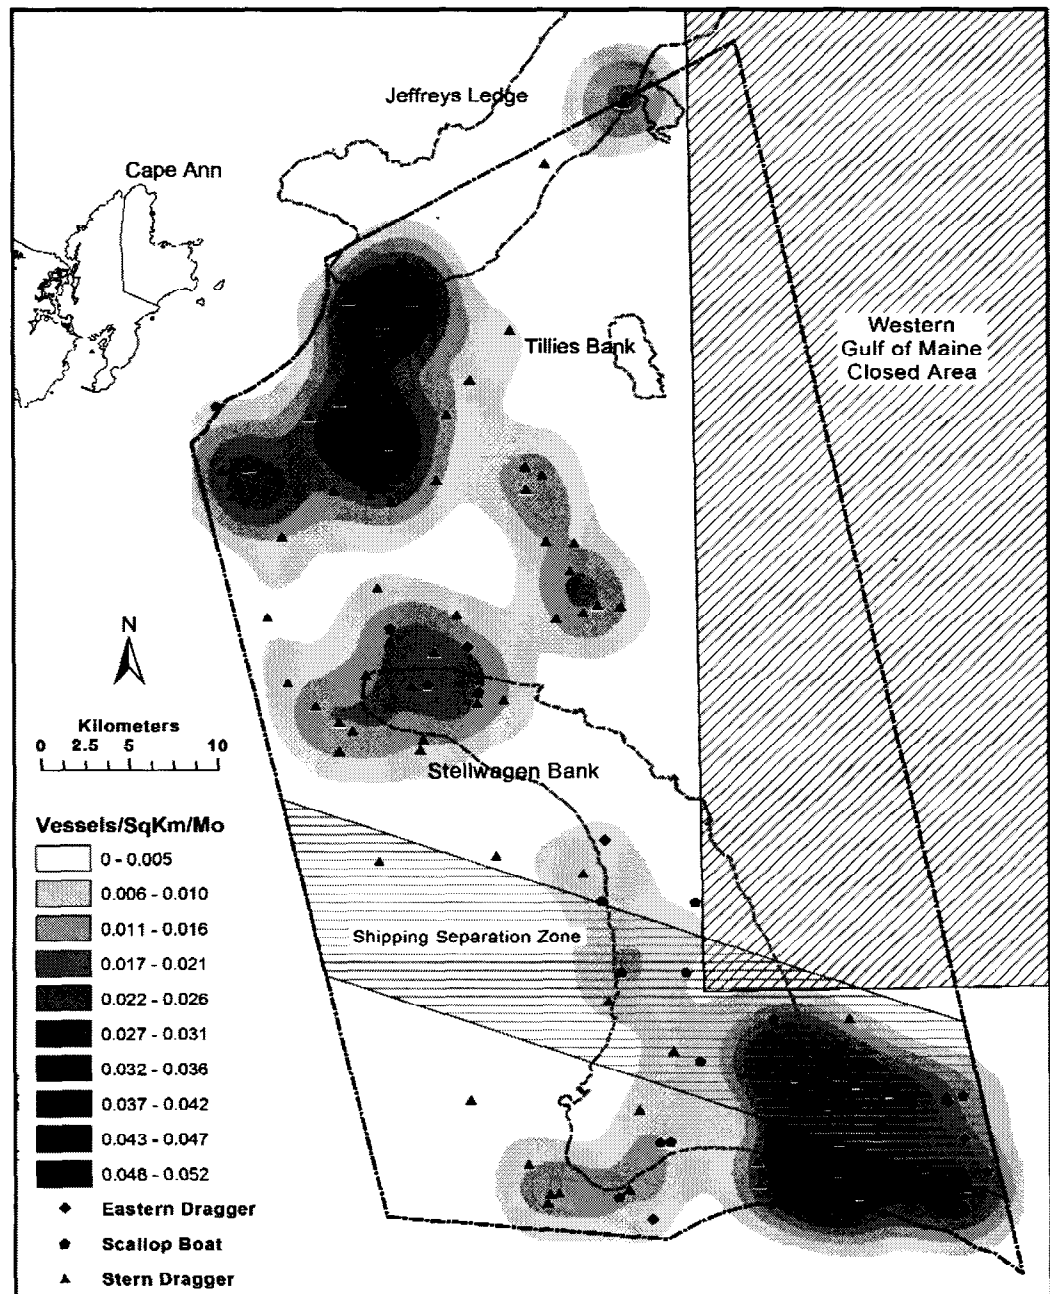 Jeffreys Ledge
Cape Ann
Western
Gulf of Maine
Closed Area
Tillies Bank
N
Kilometers
0 2.5 5 10
Stellwagen Bank
Vessels/SqKm/Mo
0 - 0.005
0.006 - 0.010
0.011 - 0.016
0.017 - 0.021
0.022 - 0.026
0.027 - 0.031
0.032 - 0.036
0.037 - 0.042
0.043 - 0.047
0.048 - 0.052
Shipping Separation Zone
Eastern Dragger
Scallop Boat
Stern Dragger